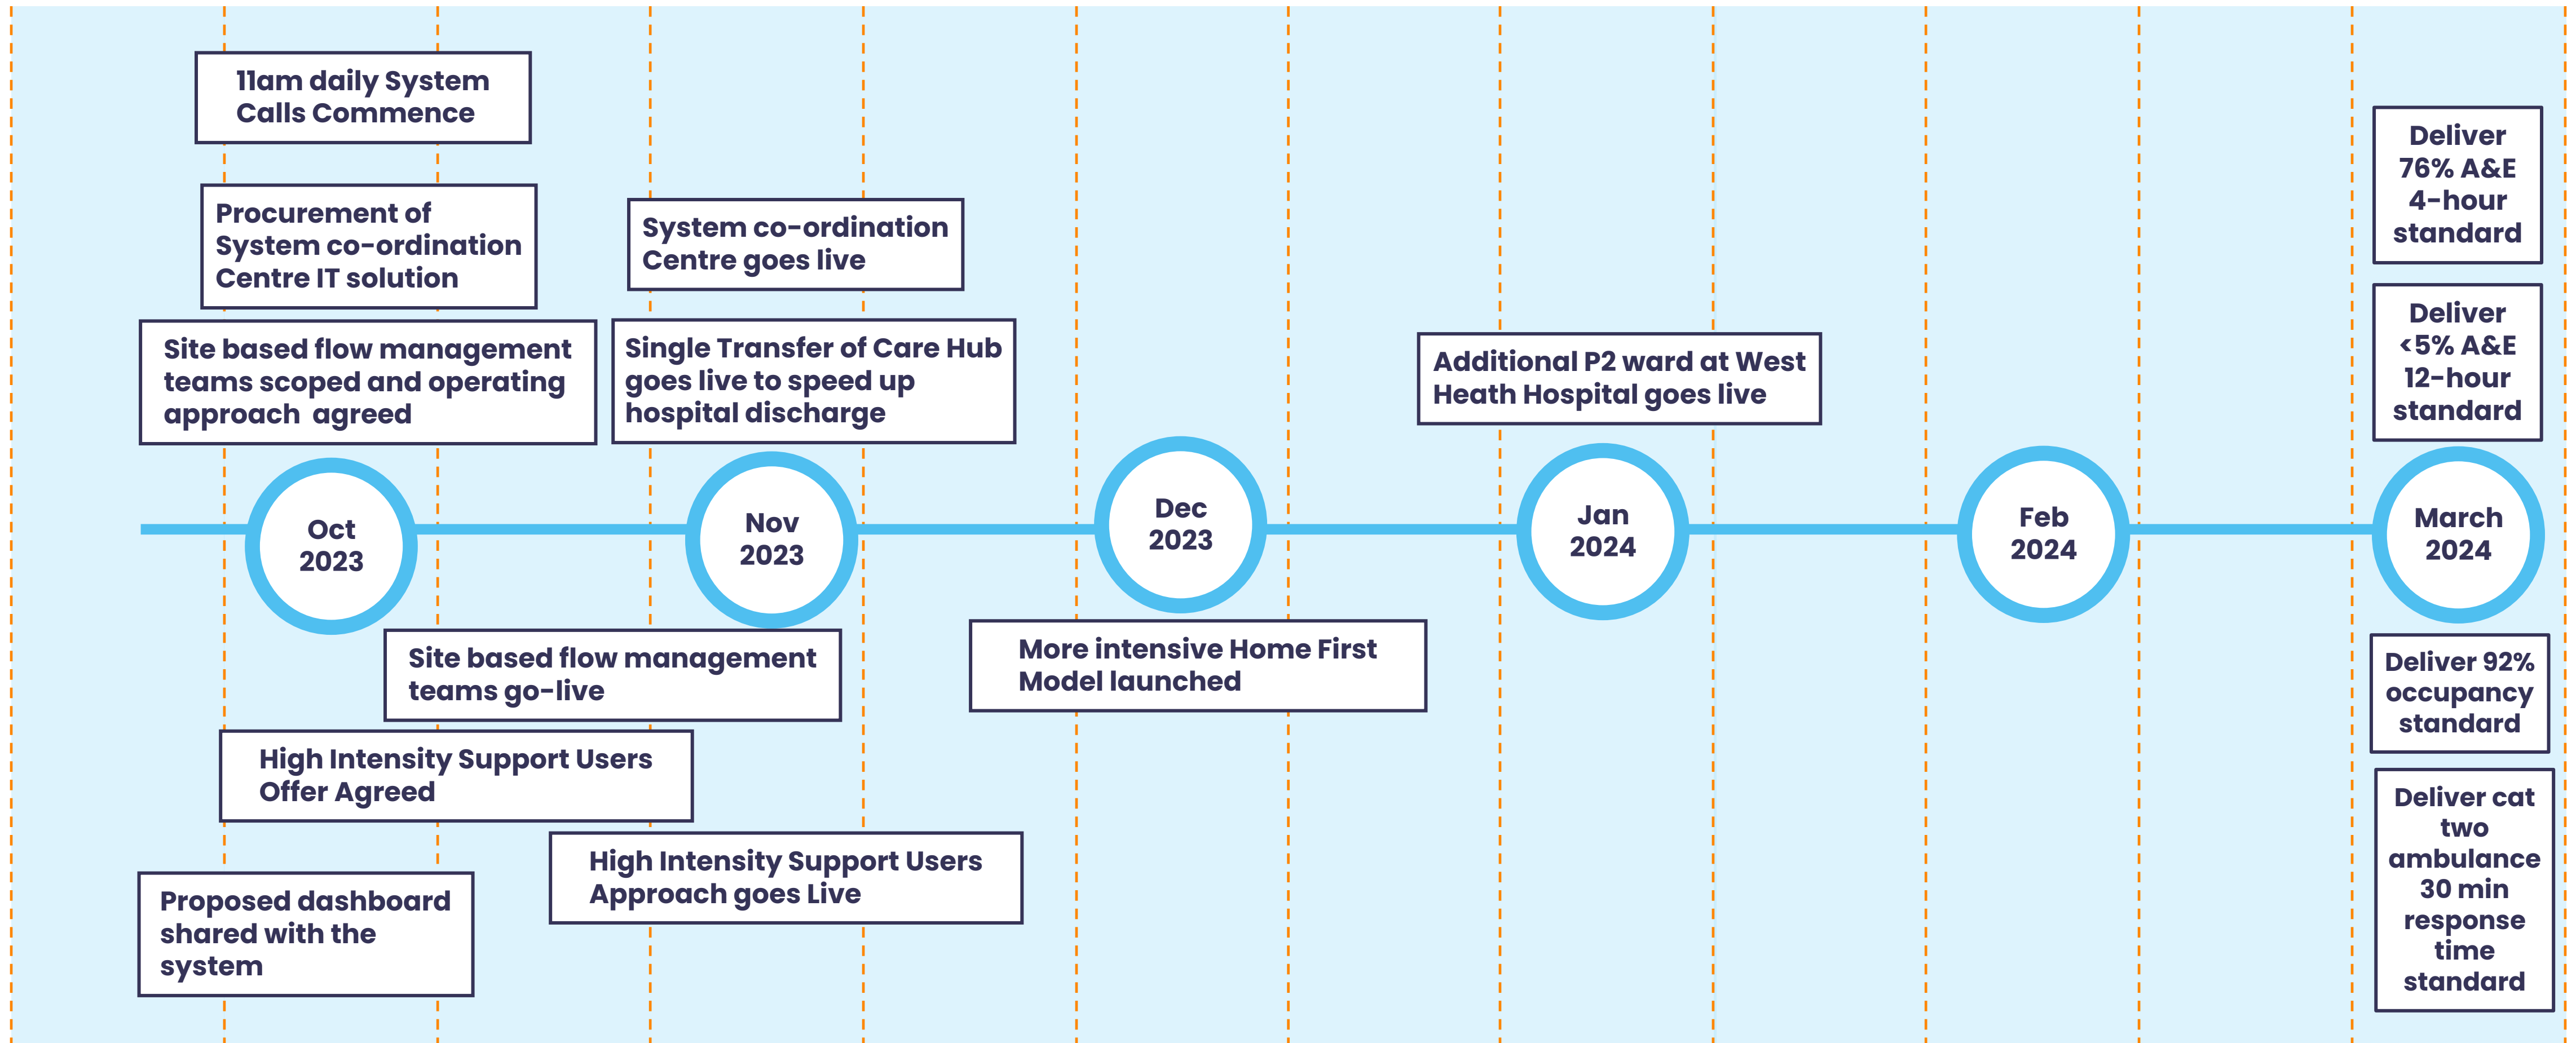 11am daily System
Calls Commence
Procurement of
System co-ordination
Centre IT solution
Site based flow management
teams scoped and operating
approach agreed
System co-ordination
Centre goes live
Single Transfer of Care Hub
goes live to speed up
hospital discharge
Additional P2 ward at West
Heath Hospital goes live
Deliver
76% A&E
4-hour
standard
Deliver
<5% A&E
12-hour
standard
Oct
2023
Nov
2023
Dec
2023
Jan
2024
Feb
2024
March
2024
Site based flow management
teams go-live
High Intensity Support Users
Offer Agreed
High Intensity Support Users
Approach goes Live
Proposed dashboard
shared with the
system
More intensive Home First
Model launched
Deliver 92%
occupancy
standard
Deliver cat
two
ambulance
30 min
response
time
standard